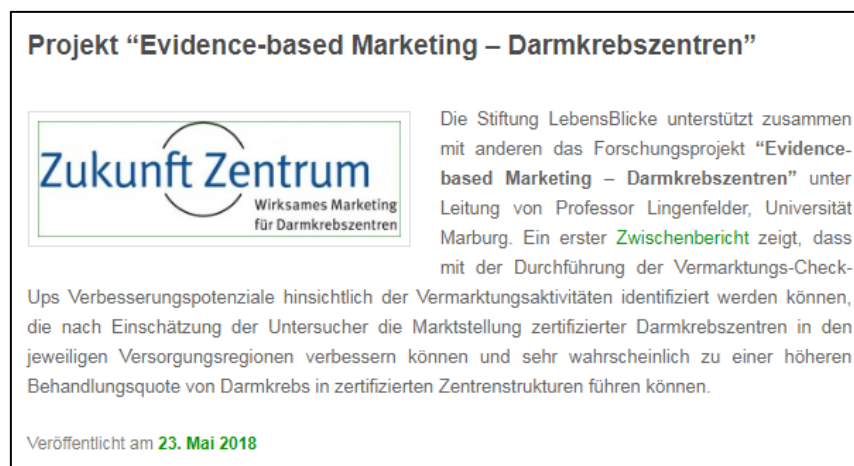 Projekt “Evidence-based Marketing – Darmkrebszentren”
Zukunft Zentrum
Wirksames Marketing
für Darmkrebszentren
Die Stiftung LebensBlicke unterstützt zusammen
mit anderen das Forschungsprojekt “Evidence-
based Marketing – Darmkrebszentren” unter
Leitung von Professor Lingenfelder, Universität
Marburg. Ein erster Zwischenbericht zeigt, dass
mit der Durchführung der Vermarktungs-Check-
Ups Verbesserungspotenziale hinsichtlich der Vermarktungsaktivitäten identifiziert werden können,
die nach Einschätzung der Untersucher die Marktstellung zertifizierter Darmkrebszentren in den
jeweiligen Versorgungsregionen verbessern können und sehr wahrscheinlich zu einer höheren
Behandlungsquote von Darmkrebs in zertifizierten Zentrenstrukturen führen können.
Veröffentlicht am 23. Mai 2018